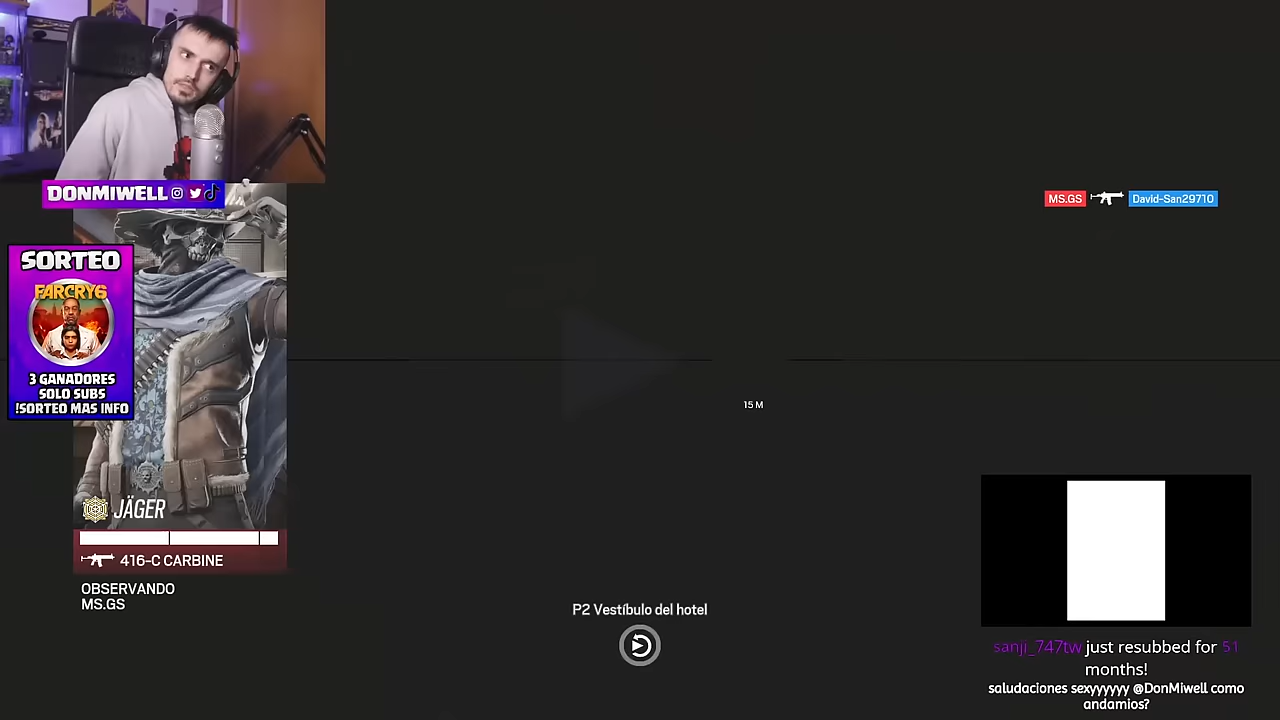 DONMIWELL
MS.GS David-San29710
SORTEO
FARCRY6
3 GANADORES
SOLO SUBS
!SORTEO MAS INFO
15 M
JÄGER
416-C CARBINE
OBSERVANDO
MS.GS
P2 Vestíbulo del hotel
sanji_747tw just resubbed for 51
months!
saludaciones sexyyyyyy @DonMiwell como
andamios?